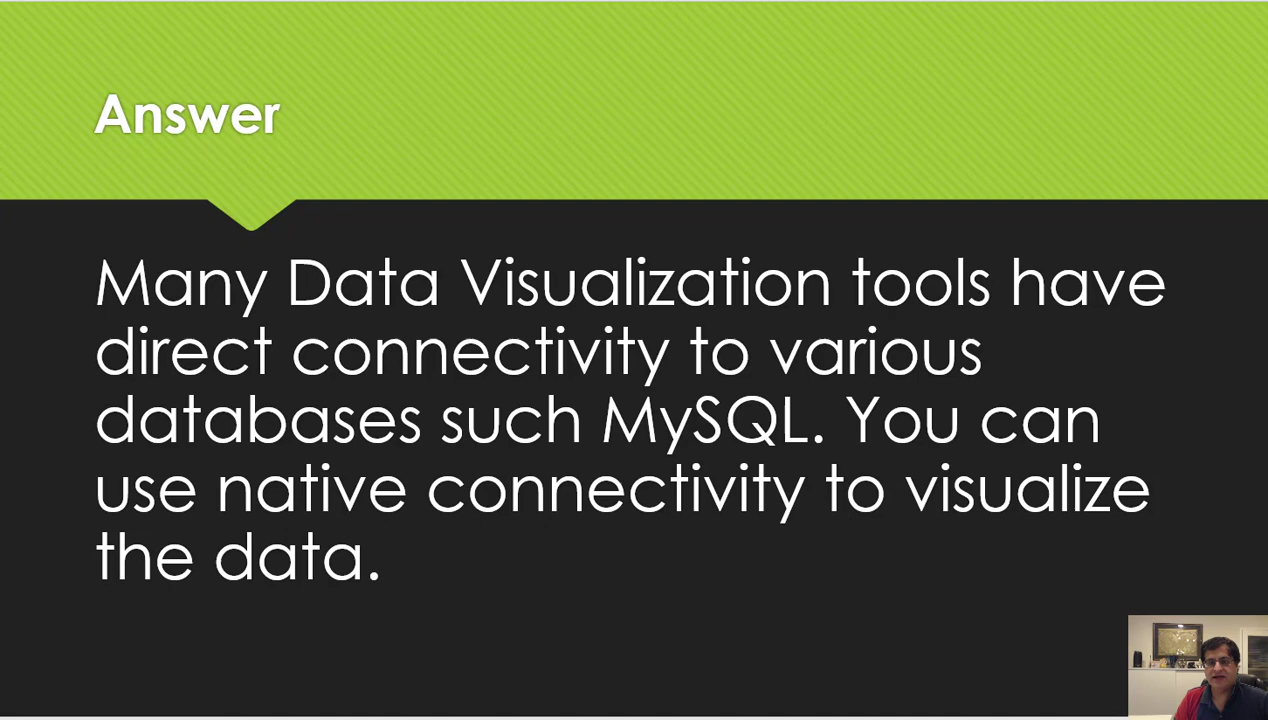 Answer
Many Data Visualization tools have
direct connectivity to various
databases such MySQL. You can
use native connectivity to visualize
the data.